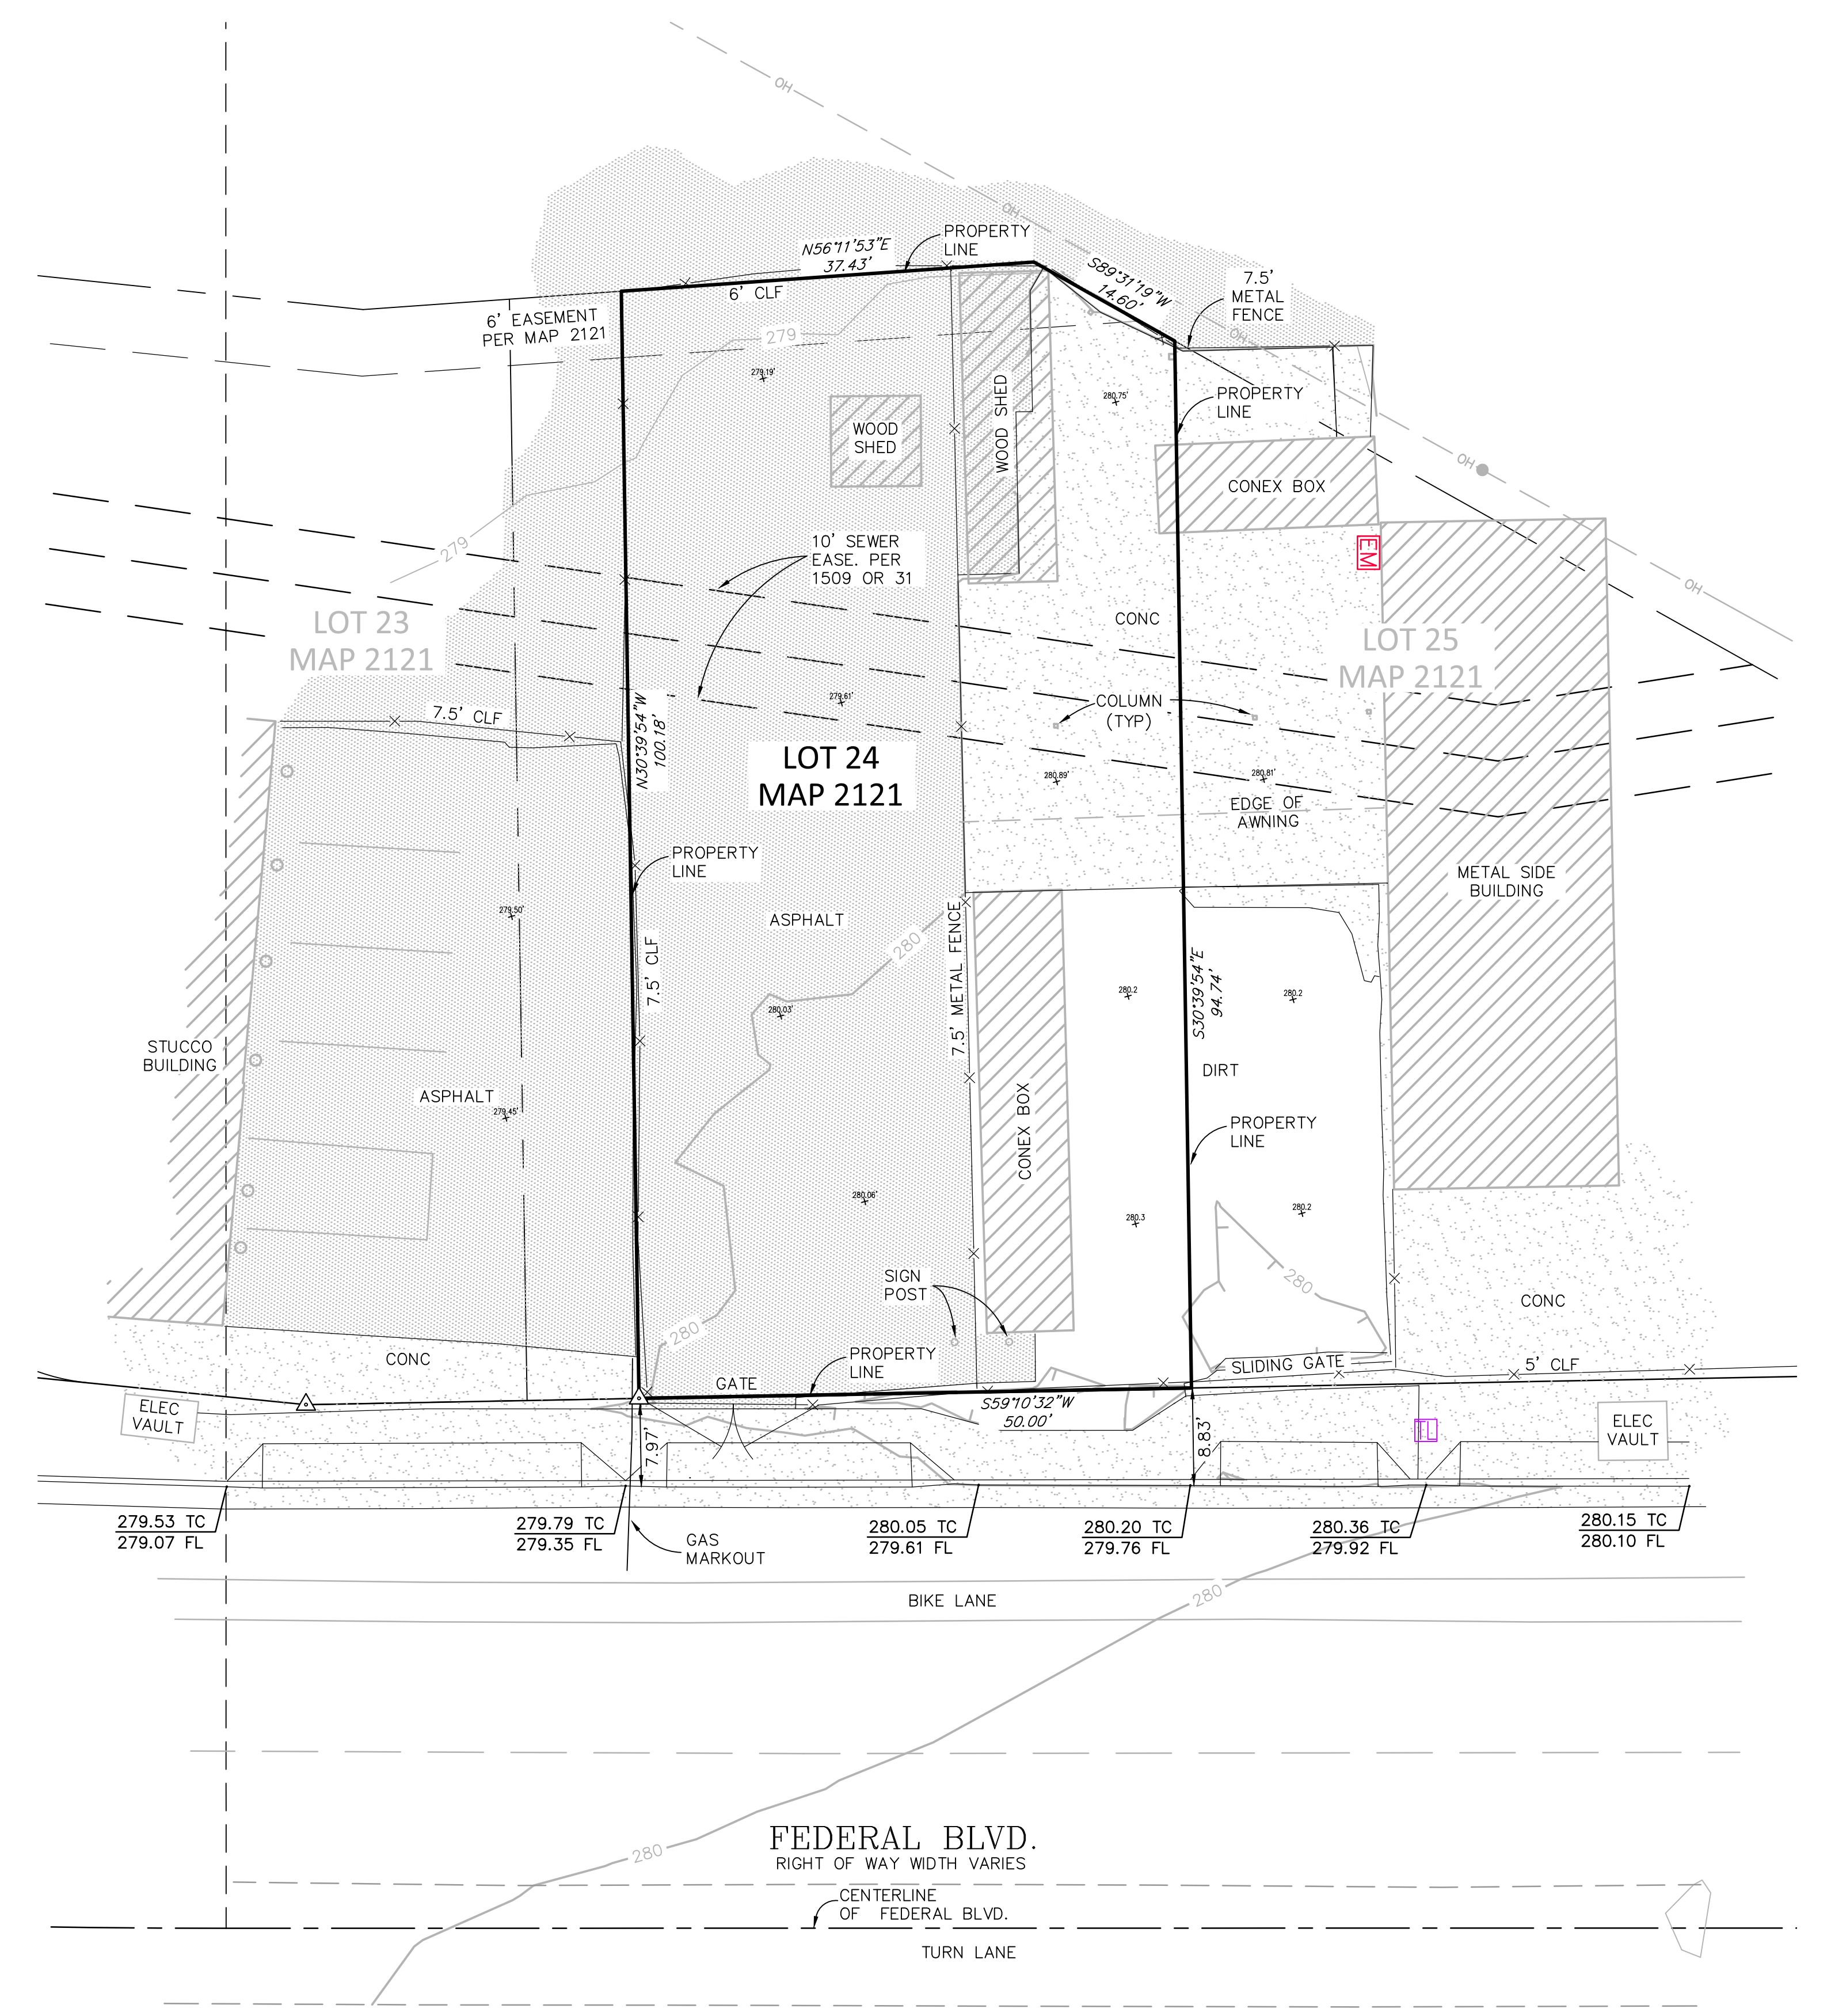 OH
OH
N56°11'53"E
37.43'
PROPERTY
LINE
S89°31'19"W
14.60'
7.5'
METAL
FENCE
OH
6' EASEMENT
PER MAP 2121
6' CLF
279
279.19'
WOOD
SHED
WOOD SHED
280.75'
PROPERTY
LINE
OH
CONEX BOX
279
10' SEWER
EASE. PER
1509 OR 31
EM
OH
LOT 23
MAP 2121
CONC
LOT 25
MAP 2121
7.5' CLF
N30°39'54"W
100.18'
279.61'
COLUMN
(TYP)
LOT 24
MAP 2121
280.89'
280.81'
EDGE OF
AWNING
PROPERTY
LINE
METAL SIDE
BUILDING
279.50'
ASPHALT
280
7.5' CLF
7.5' METAL FENCE
S30°39'54"E
94.74'
280.03'
280.2
280.2
STUCCO
BUILDING
ASPHALT
279.45'
DIRT
CONEX BOX
PROPERTY
LINE
280.06'
280.3
280.2
SIGN
POST
280
CONC
280
CONC
PROPERTY
LINE
SLIDING GATE
5' CLF
GATE
ELEC
VAULT
S59°10'32"W
50.00'
7.97'
8.83'
TL
ELEC
VAULT
279.53 TC
279.07 FL
279.79 TC
279.35 FL
280.05 TC
279.61 FL
280.20 TC
279.76 FL
280.36 TC
279.92 FL
280.15 TC
280.10 FL
GAS
MARKOUT
BIKE LANE
280
FEDERAL BLVD.
RIGHT OF WAY WIDTH VARIES
280
CENTERLINE
OF FEDERAL BLVD.
TURN LANE